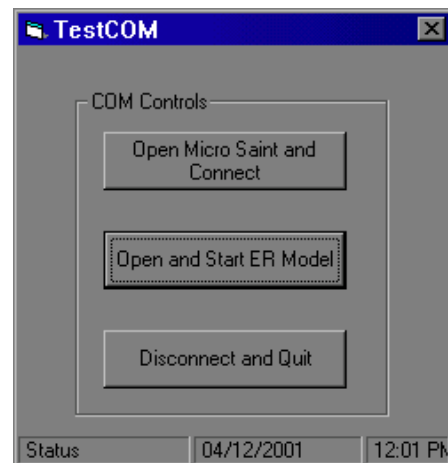 TestCOM
COM Controls
Open Micro Saint and
Connect
Open and Start ER Model
Disconnect and Quit
Status 04/12/2001 12:01 PM